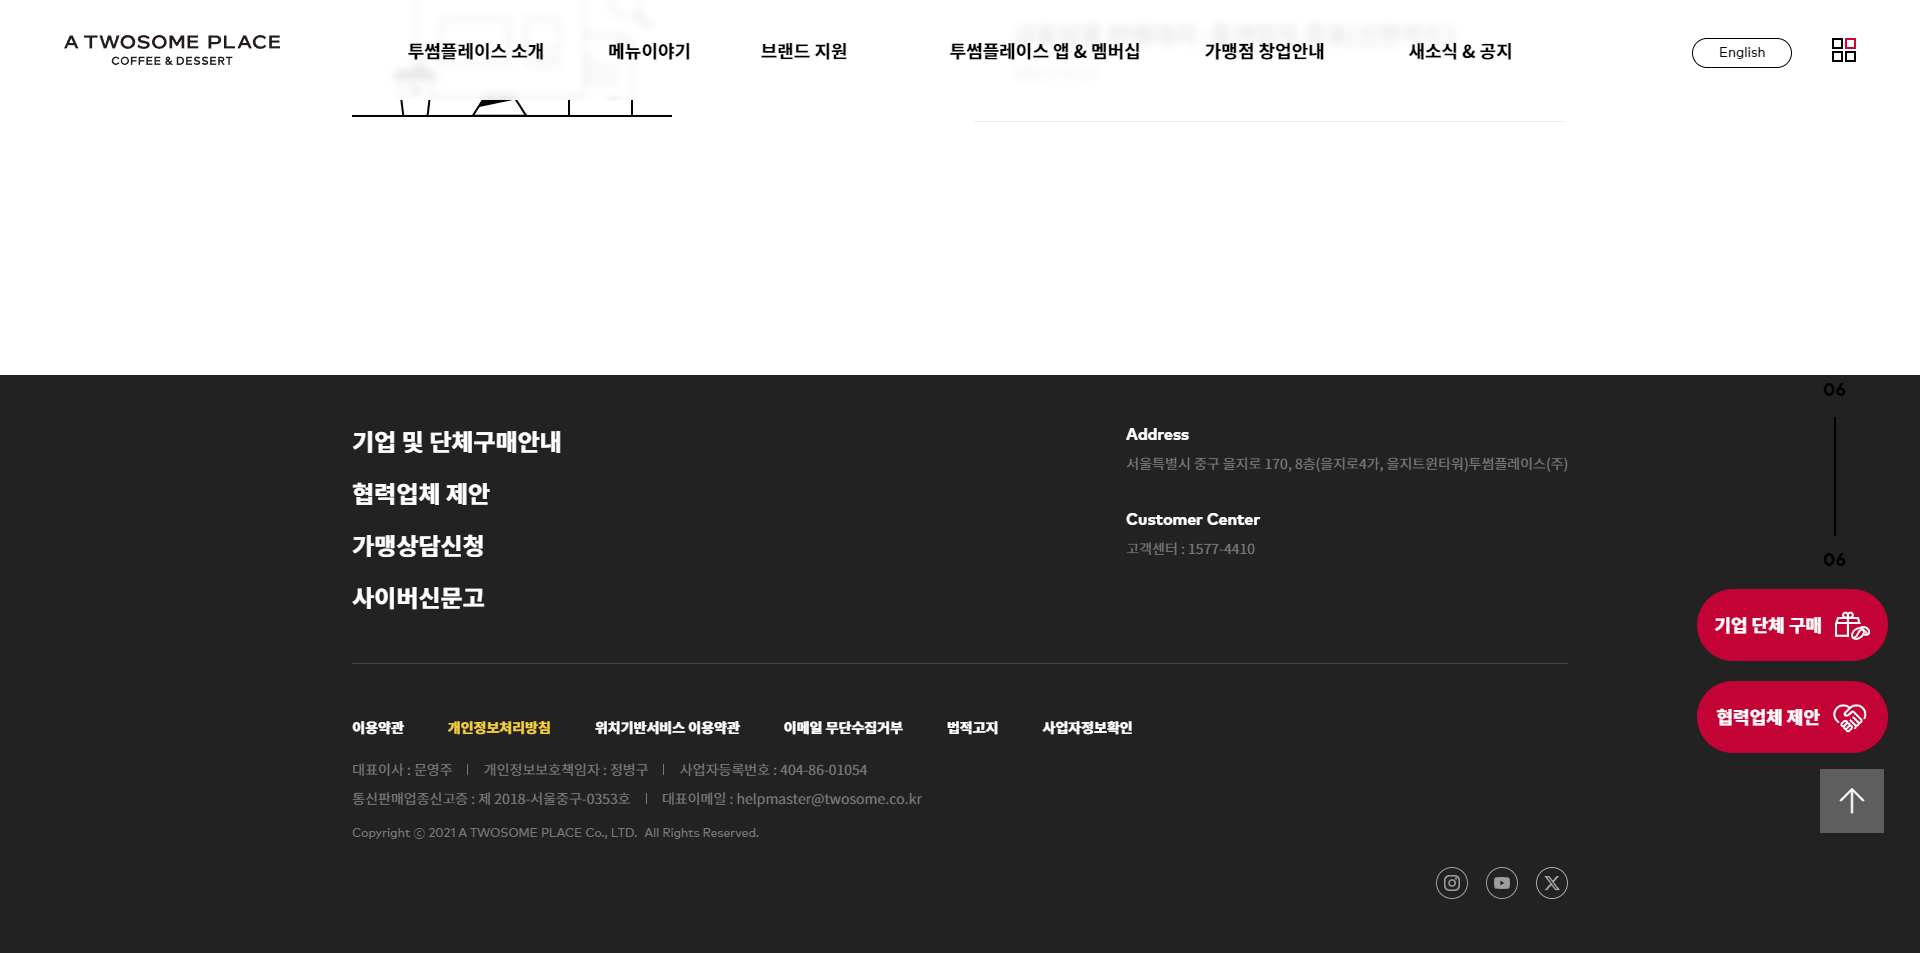 A TWOSOME PLACE
COFFEE & DESSERT
투썸플레이스 소개
메뉴이야기
브랜드 지원
투썸플레이스 앱 & 멤버십
가맹점 창업안내
새소식 & 공지
English
06
06
기업 및 단체구매안내
협력업체 제안
가맹상담신청
사이버신문고
Address
서울특별시 중구 을지로 170, 8층(을지로4가, 을지트윈타워)투썸플레이스(주)
Customer Center
고객센터 : 1577-4410
기업 단체 구매
협력업체 제안
이용약관 개인정보처리방침 위치기반서비스 이용약관 이메일 무단수집거부 법적고지 사업자정보확인
대표이사 : 문영주 | 개인정보보호책임자 : 정병구 | 사업자등록번호 : 404-86-01054
통신판매업종신고증 : 제 2018-서울중구-0353호 | 대표이메일 : helpmaster@twosome.co.kr
Copyright ⓒ 2021 A TWOSOME PLACE Co., LTD. All Rights Reserved.